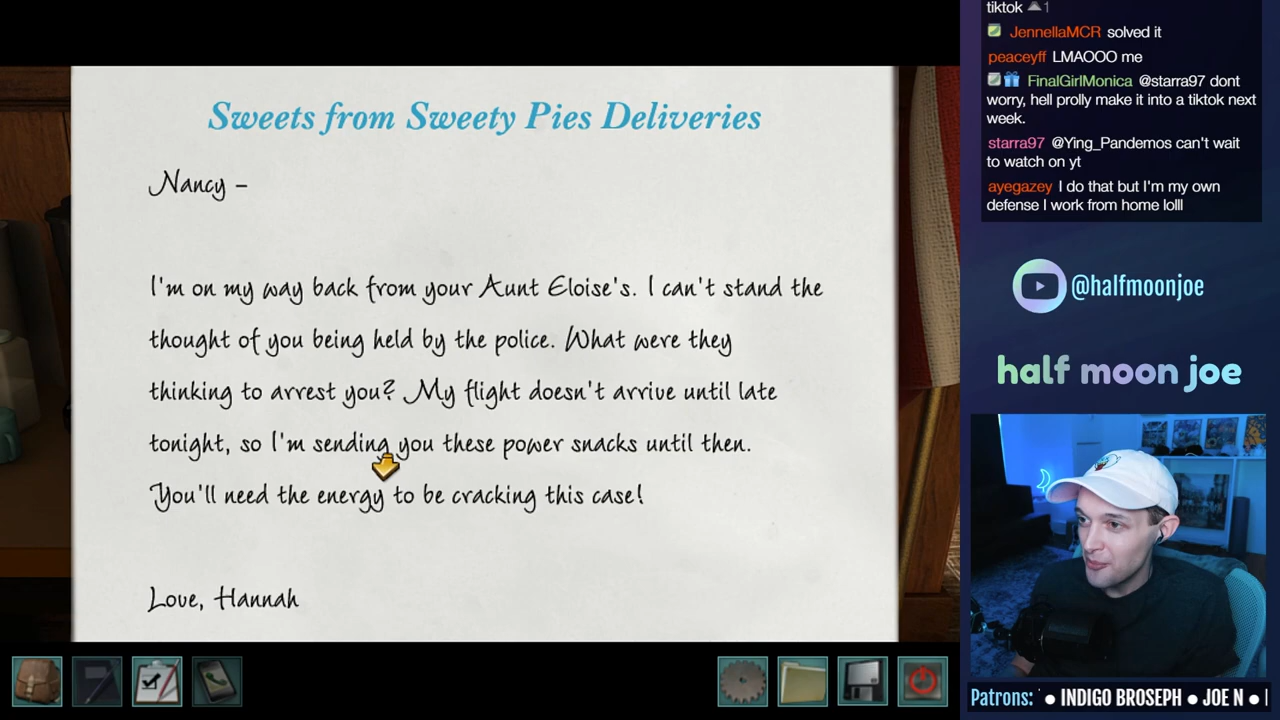 Sweets from Sweety Pies Deliveries
Nancy –
I'm on my way back from your Aunt Eloise's. I can't stand the
thought of you being held by the police. What were they
thinking to arrest you? My flight doesn't arrive until late
tonight, so I'm sending you these power snacks until then.
You'll need the energy to be cracking this case!
Love, Hannah
tiktok 1
JennellaMCR solved it
peaceyff LMAOOO me
FinalGirlMonica @starra97 dont
worry, hell prolly make it into a tiktok next
week.
starra97 @Ying_Pandemos can't wait
to watch on yt
ayegazey I do that but I'm my own
defense I work from home lolll
@halfmoonjoe
half moon joe
Patrons: ● INDIGO BROSEPH ● JOE N ●